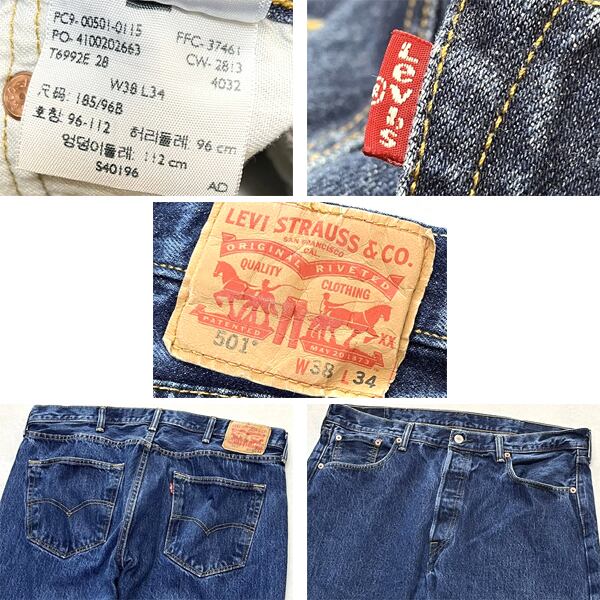 PC9-00501-0115
PO-4100202663
T6992E 28
FFC-37461
CW-2813
4032
W38 L34
尺码: 185/96B
호칭: 96-112 허리둘레: 96 cm
엉덩이둘레: 112 cm
S40196
AD
Levi's
®
LEVI STRAUSS & CO.
SAN FRANCISCO
CAL.
ORIGINAL RIVETED
QUALITY CLOTHING
PATENTED MAY 20 1873
XX
501®
W38 L34